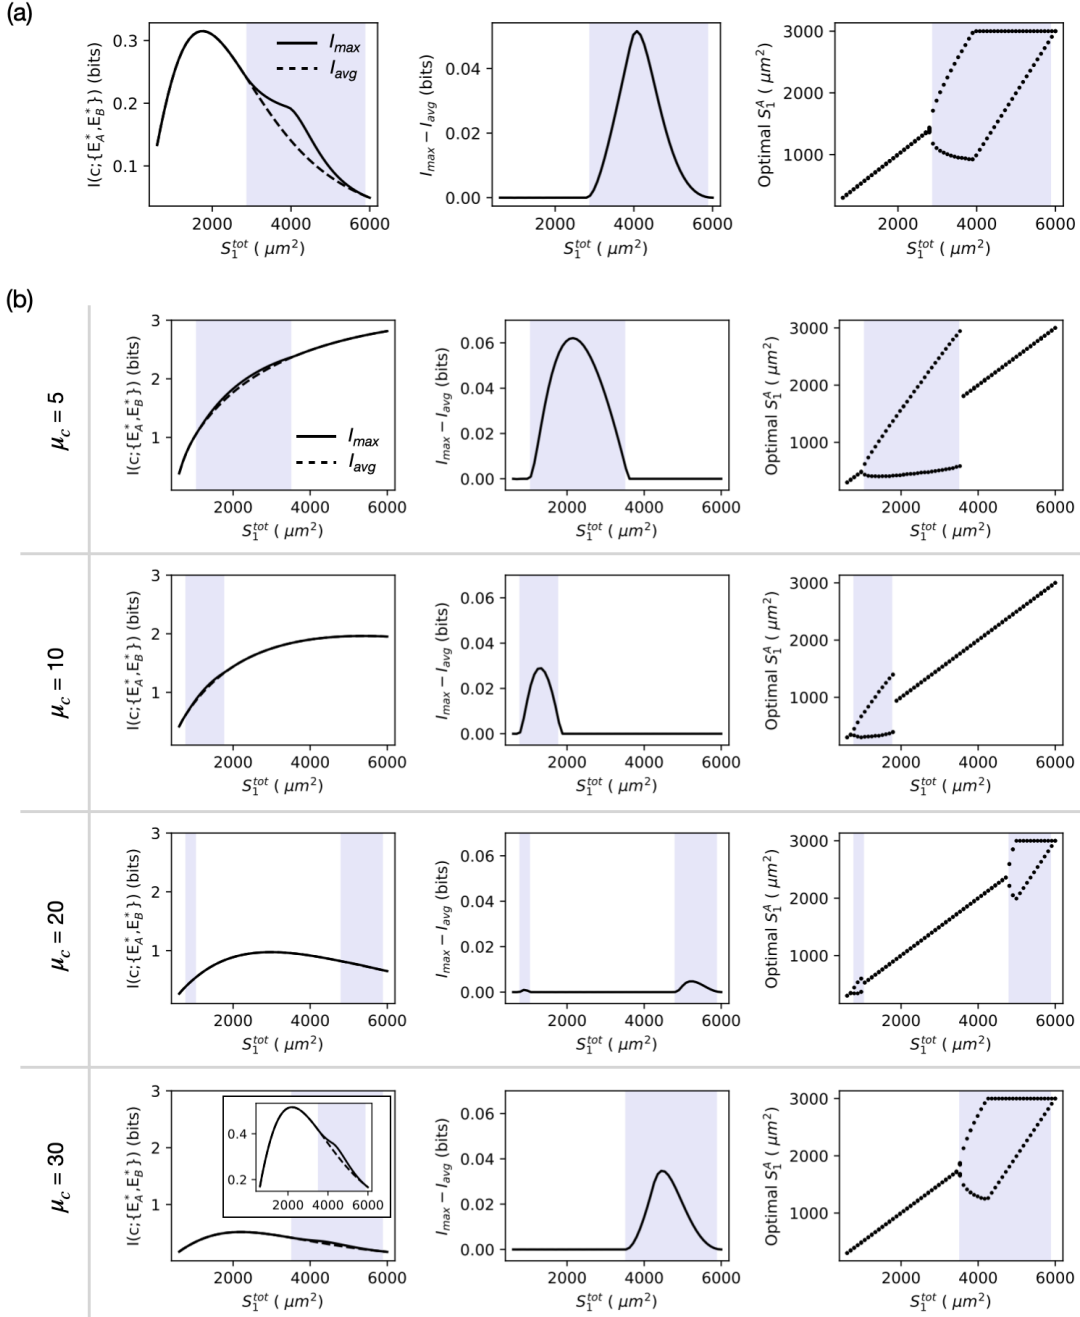 (a)
I(c;{E*A,E*B}) (bits)
0.3
0.2
0.1
Imax
Iavg
2000 4000 6000
S1tot ( μm2)
Imax − Iavg (bits)
0.04
0.02
0.00
2000 4000 6000
S1tot ( μm2)
Optimal S1A ( μm2)
3000
2000
1000
2000 4000 6000
S1tot ( μm2)
(b)
μc = 5
I(c;{E*A,E*B}) (bits)
3
2
1
Imax
Iavg
2000 4000 6000
S1tot ( μm2)
Imax − Iavg (bits)
0.06
0.04
0.02
0.00
2000 4000 6000
S1tot ( μm2)
Optimal S1A ( μm2)
3000
2000
1000
2000 4000 6000
S1tot ( μm2)
μc = 10
I(c;{E*A,E*B}) (bits)
3
2
1
2000 4000 6000
S1tot ( μm2)
Imax − Iavg (bits)
0.06
0.04
0.02
0.00
2000 4000 6000
S1tot ( μm2)
Optimal S1A ( μm2)
3000
2000
1000
2000 4000 6000
S1tot ( μm2)
μc = 20
I(c;{E*A,E*B}) (bits)
3
2
1
2000 4000 6000
S1tot ( μm2)
Imax − Iavg (bits)
0.06
0.04
0.02
0.00
2000 4000 6000
S1tot ( μm2)
Optimal S1A ( μm2)
3000
2000
1000
2000 4000 6000
S1tot ( μm2)
μc = 30
I(c;{E*A,E*B}) (bits)
3
2
1
0.4
0.2
2000 4000 6000
2000 4000 6000
S1tot ( μm2)
Imax − Iavg (bits)
0.06
0.04
0.02
0.00
2000 4000 6000
S1tot ( μm2)
Optimal S1A ( μm2)
3000
2000
1000
2000 4000 6000
S1tot ( μm2)